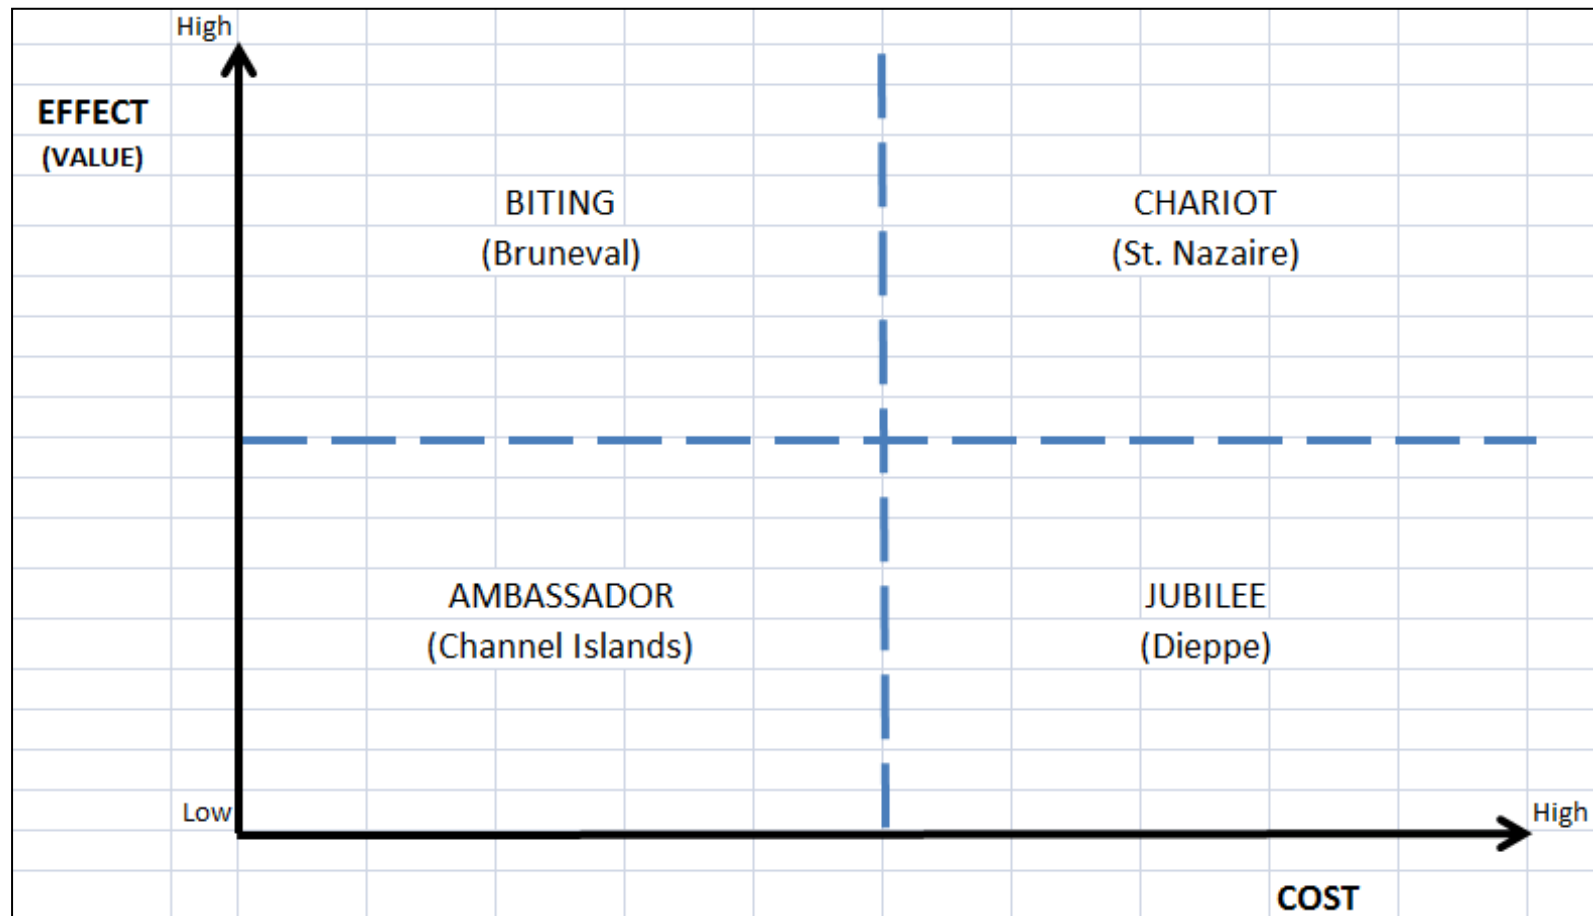 High
EFFECT
(VALUE)
BITING
(Bruneval)
CHARIOT
(St. Nazaire)
AMBASSADOR
(Channel Islands)
JUBILEE
(Dieppe)
Low
High
COST